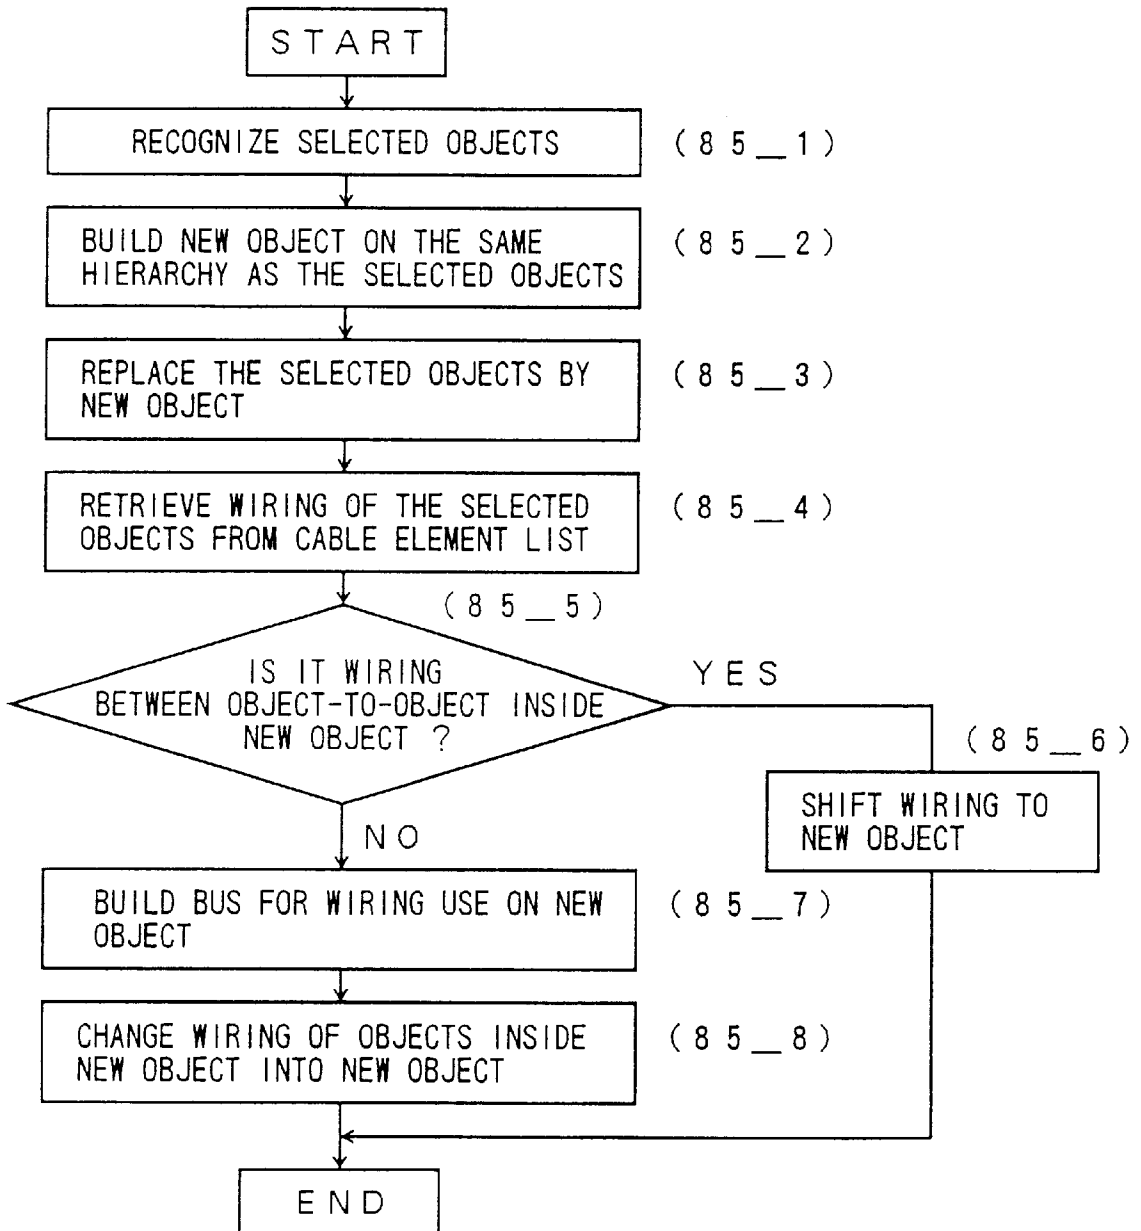 START
RECOGNIZE SELECTED OBJECTS
(85_1)
BUILD NEW OBJECT ON THE SAME
HIERARCHY AS THE SELECTED OBJECTS
(85_2)
REPLACE THE SELECTED OBJECTS BY
NEW OBJECT
(85_3)
RETRIEVE WIRING OF THE SELECTED
OBJECTS FROM CABLE ELEMENT LIST
(85_4)
(85_5)
IS IT WIRING
BETWEEN OBJECT-TO-OBJECT INSIDE
NEW OBJECT ?
YES
(85_6)
SHIFT WIRING TO
NEW OBJECT
NO
BUILD BUS FOR WIRING USE ON NEW
OBJECT
(85_7)
CHANGE WIRING OF OBJECTS INSIDE
NEW OBJECT INTO NEW OBJECT
(85_8)
END